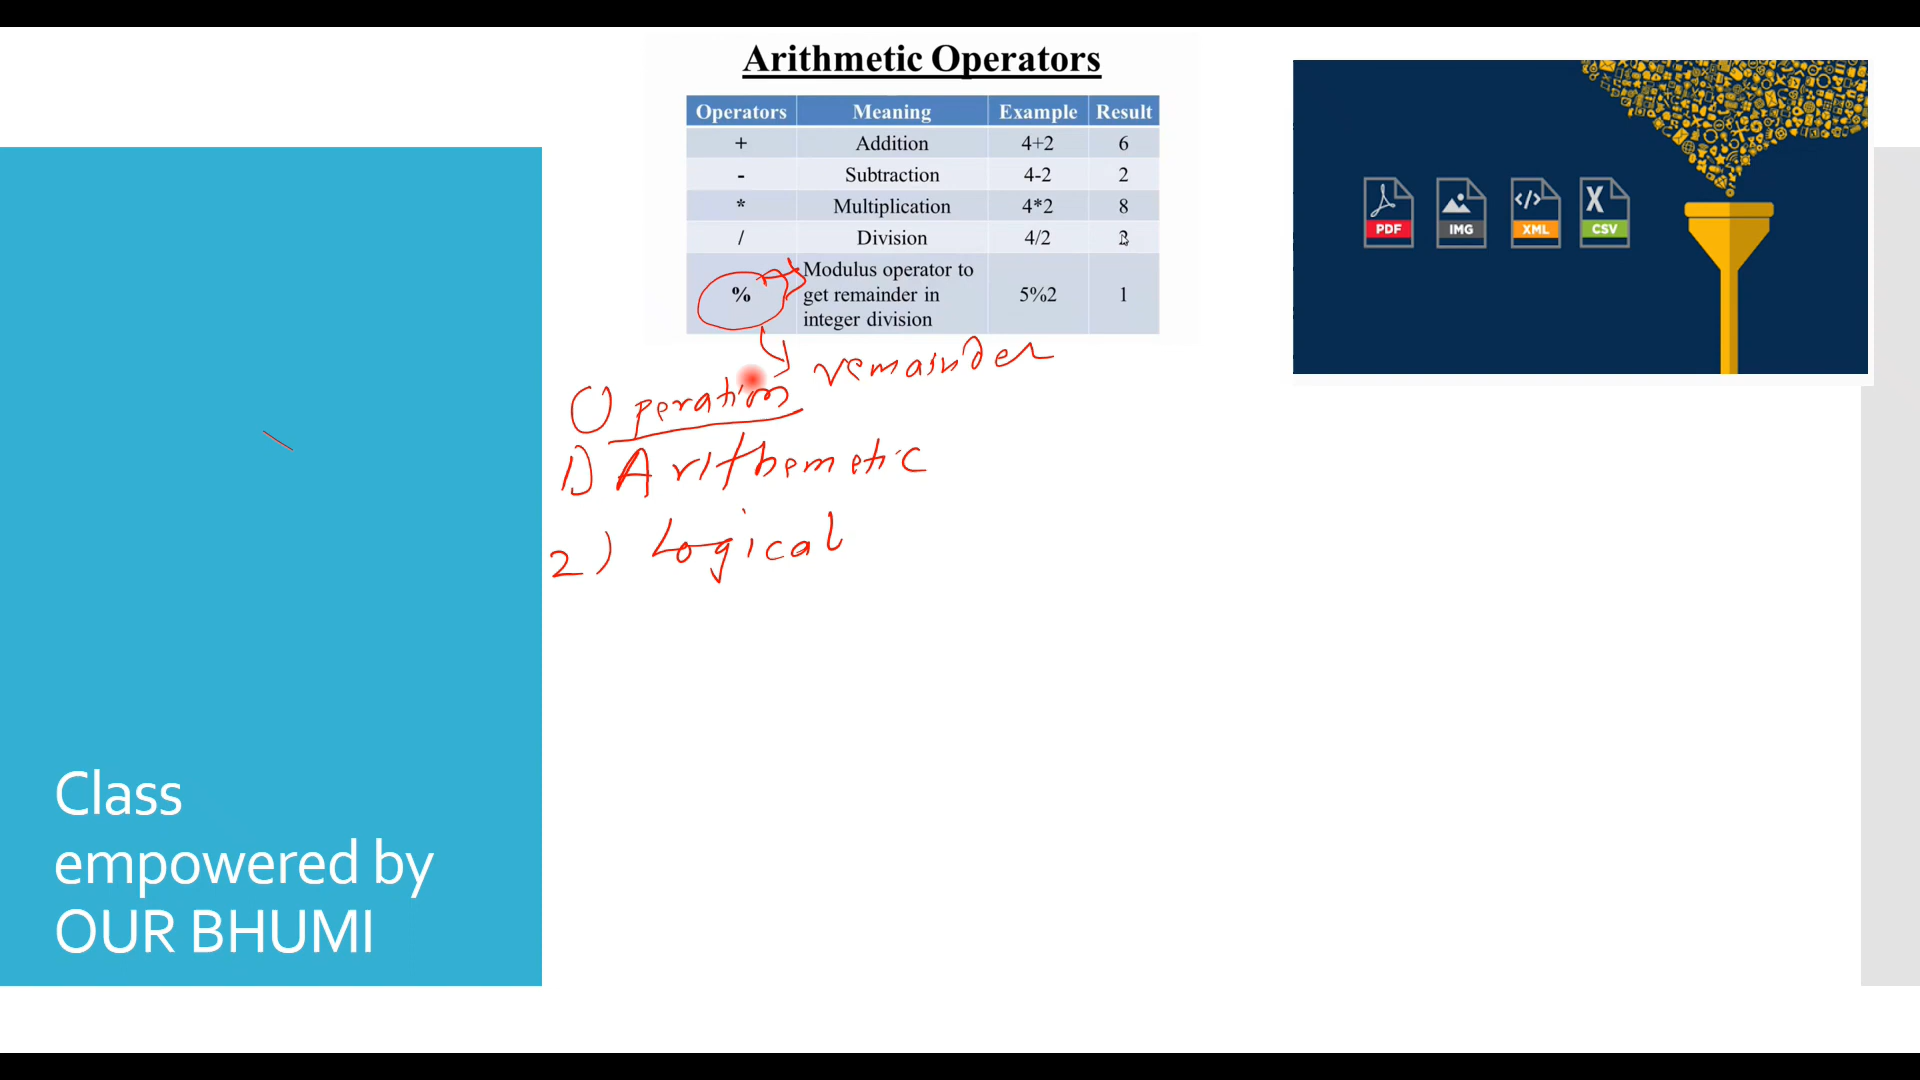 Arithmetic Operators
Operators Meaning Example Result
+ Addition 4+2 6
- Subtraction 4-2 2
* Multiplication 4*2 8
/ Division 4/2
% Modulus operator to get remainder in integer division 5%2 1
remainder
Operation
1) Arithemetic
2) Logical
PDF IMG </> XML X CSV
Class
empowered by
OUR BHUMI